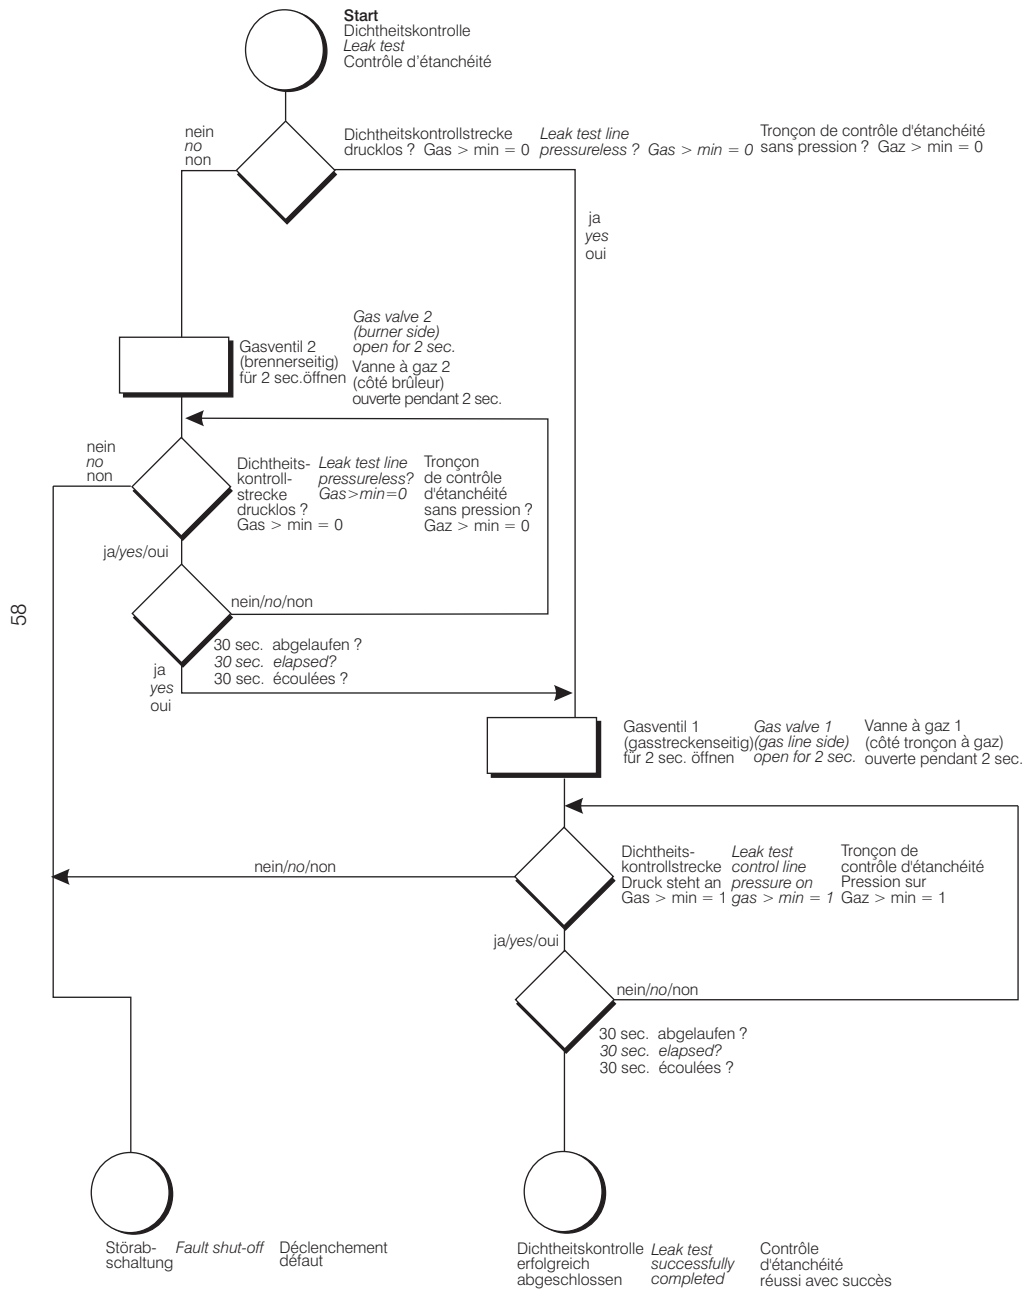 Start
Dichtheitskontrolle
Leak test
Contrôle d'étanchéité
nein
no
non
Dichtheitskontrollstrecke
drucklos ? Gas > min = 0
Leak test line
pressureless ? Gas > min = 0
Tronçon de contrôle d'étanchéité
sans pression ? Gaz > min = 0
ja
yes
oui
Gasventil 2
(brennerseitig)
für 2 sec.öffnen
Gas valve 2
(burner side)
open for 2 sec.
Vanne à gaz 2
(côté brûleur)
ouverte pendant 2 sec.
nein
no
non
Dichtheits-
kontroll-
strecke
drucklos ?
Gas > min = 0
Leak test line
pressureless?
Gas>min=0
Tronçon
de contrôle
d'étanchéité
sans pression ?
Gaz > min = 0
ja/yes/oui
nein/no/non
58
30 sec. abgelaufen ?
30 sec. elapsed?
30 sec. écoulées ?
ja
yes
oui
Gasventil 1
(gasstreckenseitig)
für 2 sec. öffnen
Gas valve 1
(gas line side)
open for 2 sec.
Vanne à gaz 1
(côté tronçon à gaz)
ouverte pendant 2 sec.
nein/no/non
Dichtheits-
kontrollstrecke
Druck steht an
Gas > min = 1
Leak test
control line
pressure on
gas > min = 1
Tronçon de
contrôle d'étanchéité
Pression sur
Gaz > min = 1
ja/yes/oui
nein/no/non
30 sec. abgelaufen ?
30 sec. elapsed?
30 sec. écoulées ?
Störab-
schaltung
Fault shut-off
Déclenchement
défaut
Dichtheitskontrolle
erfolgreich
abgeschlossen
Leak test
successfully
completed
Contrôle
d'étanchéité
réussi avec succès